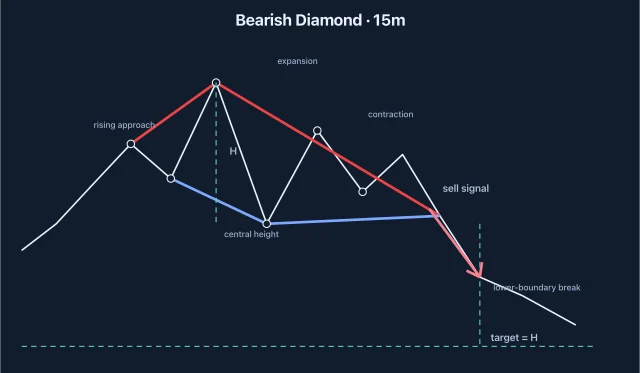 Bearish Diamond · 15m
expansion
contraction
rising approach
H
sell signal
central height
lower-boundary break
target = H